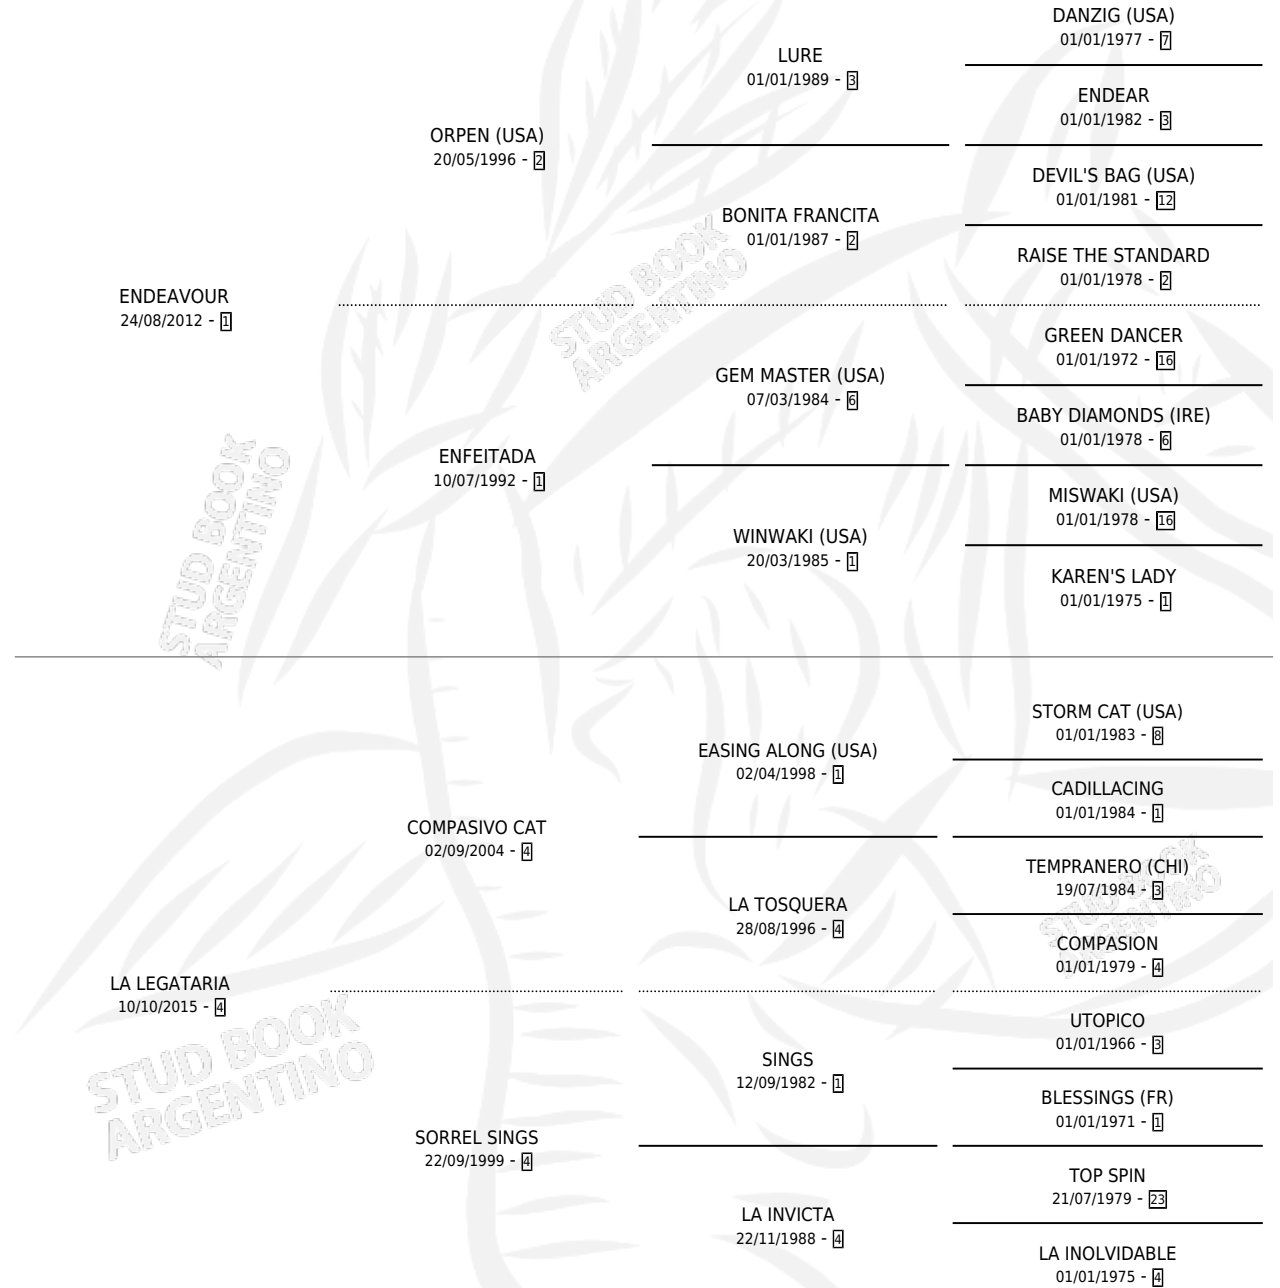 DANZIG (USA)
01/01/1977 - 7
LURE
01/01/1989 - 3
ENDEAR
01/01/1982 - 3
ORPEN (USA)
20/05/1996 - 2
DEVIL'S BAG (USA)
01/01/1981 - 12
BONITA FRANCITA
01/01/1987 - 2
RAISE THE STANDARD
01/01/1978 - 2
ENDEAVOUR
24/08/2012 - 1
STUD BOOK
ARGENTINO
GREEN DANCER
01/01/1972 - 16
GEM MASTER (USA)
07/03/1984 - 6
BABY DIAMONDS (IRE)
01/01/1978 - 6
ENFEITADA
10/07/1992 - 1
MISWAKI (USA)
01/01/1978 - 16
WINWAKI (USA)
20/03/1985 - 1
KAREN'S LADY
01/01/1975 - 1
STUD BOOK
ARGENTINO
STORM CAT (USA)
01/01/1983 - 8
EASING ALONG (USA)
02/04/1998 - 1
CADILLACING
01/01/1984 - 1
COMPASIVO CAT
02/09/2004 - 4
TEMPRANERO (CHI)
19/07/1984 - 3
LA TOSQUERA
28/08/1996 - 4
STUD BOOK
ARGENTINO
COMPASION
01/01/1979 - 4
LA LEGATARIA
10/10/2015 - 4
UTOPICO
01/01/1966 - 3
SINGS
12/09/1982 - 1
BLESSINGS (FR)
01/01/1971 - 1
STUD BOOK
ARGENTINO
SORREL SINGS
22/09/1999 - 4
TOP SPIN
21/07/1979 - 23
LA INVICTA
22/11/1988 - 4
LA INOLVIDABLE
01/01/1975 - 4